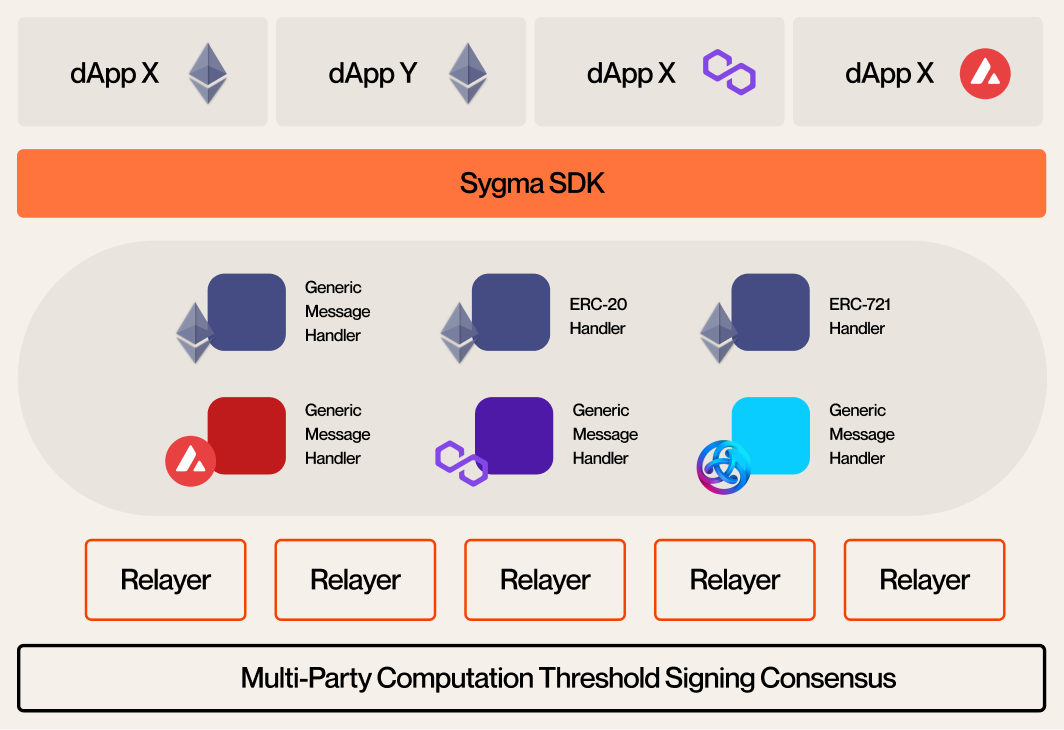 dApp X
dApp Y
dApp X
dApp X
Sygma SDK
Generic
Message
Handler
ERC-20
Handler
ERC-721
Handler
Generic
Message
Handler
Generic
Message
Handler
Generic
Message
Handler
Relayer
Relayer
Relayer
Relayer
Relayer
Multi-Party Computation Threshold Signing Consensus